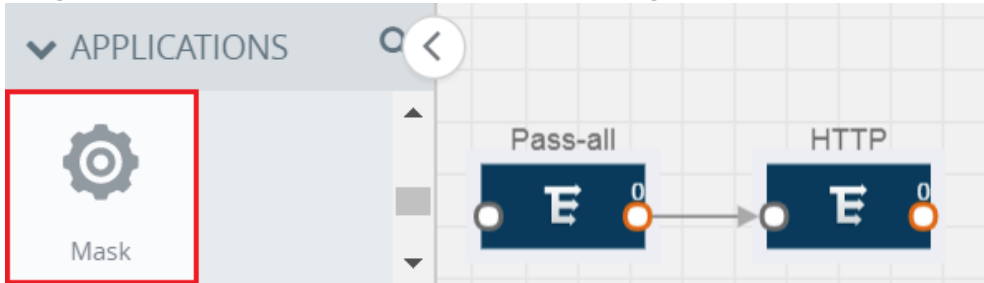 APPLICATIONS
Pass-all
HTTP
0
0
Mask